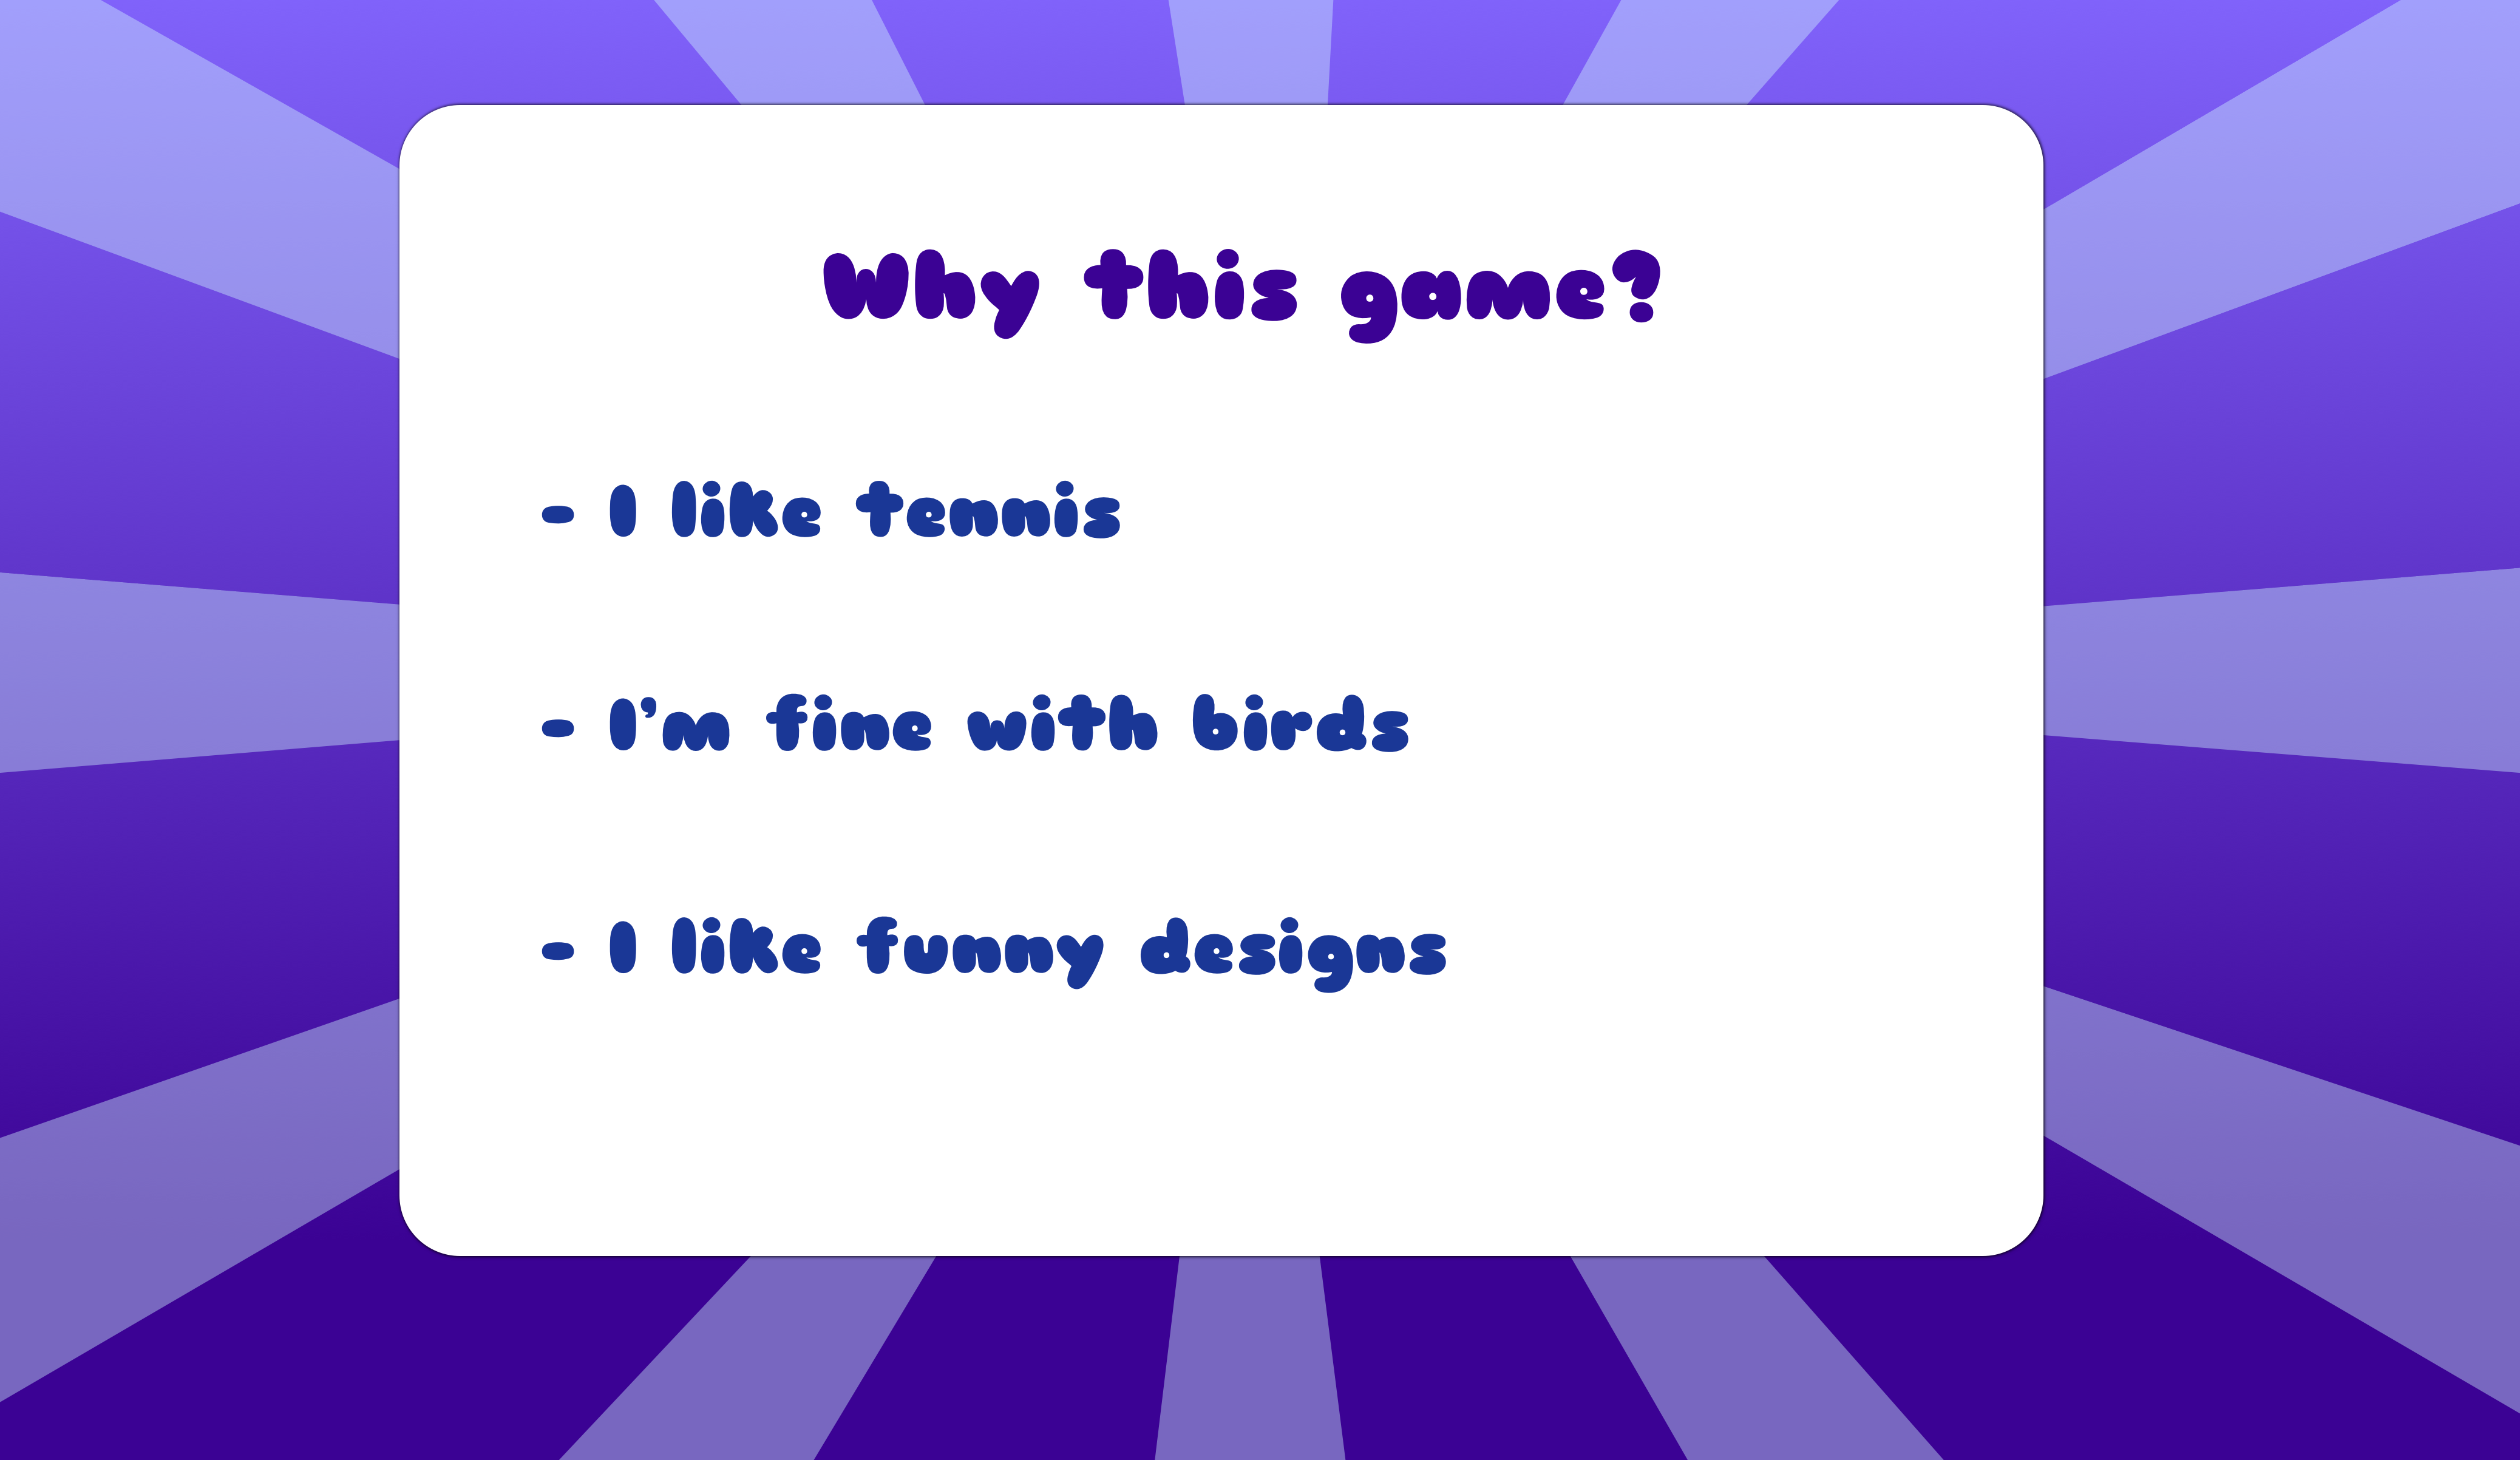 Why this game?
- I like tennis
- I'm fine with birds
- I like funny designs